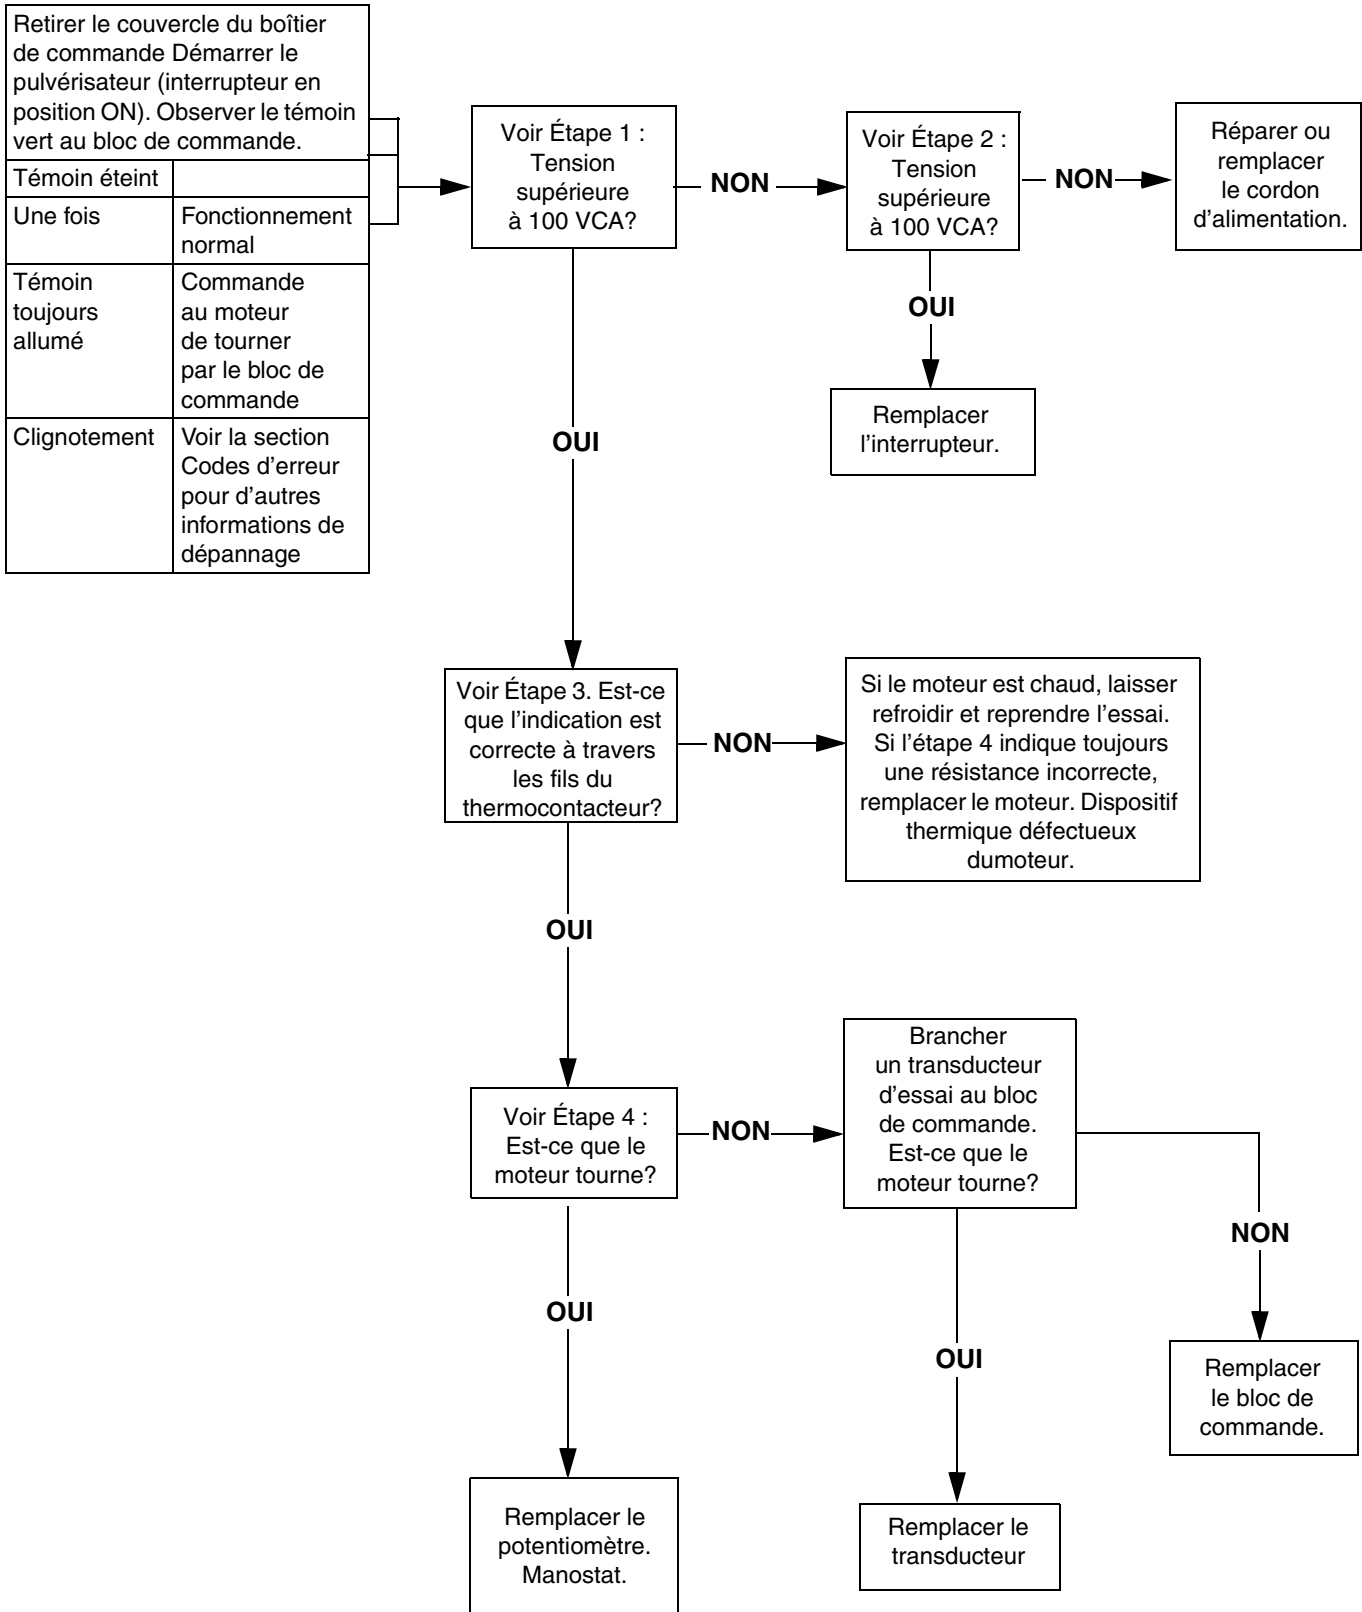 Retirer le couvercle du boîtier
de commande Démarrer le
pulvérisateur (interrupteur en
position ON). Observer le témoin
vert au bloc de commande.
Témoin éteint
Une fois
Fonctionnement
normal
Témoin
toujours
allumé
Commande
au moteur
de tourner
par le bloc de
commande
Clignotement
Voir la section
Codes d'erreur
pour d'autres
informations de
dépannage
Voir Étape 1 :
Tension
supérieure
à 100 VCA?
NON
Voir Étape 2 :
Tension
supérieure
à 100 VCA?
NON
Réparer ou
remplacer
le cordon
d'alimentation.
OUI
Remplacer
l'interrupteur.
OUI
Voir Étape 3. Est-ce
que l'indication est
correcte à travers
les fils du
thermocontacteur?
NON
Si le moteur est chaud, laisser
refroidir et reprendre l'essai.
Si l'étape 4 indique toujours
une résistance incorrecte,
remplacer le moteur. Dispositif
thermique défectueux
dumoteur.
OUI
Voir Étape 4 :
Est-ce que le
moteur tourne?
NON
Brancher
un transducteur
d'essai au bloc
de commande.
Est-ce que le
moteur tourne?
NON
Remplacer
le bloc de
commande.
OUI
Remplacer le
transducteur
OUI
Remplacer le
potentiomètre.
Manostat.